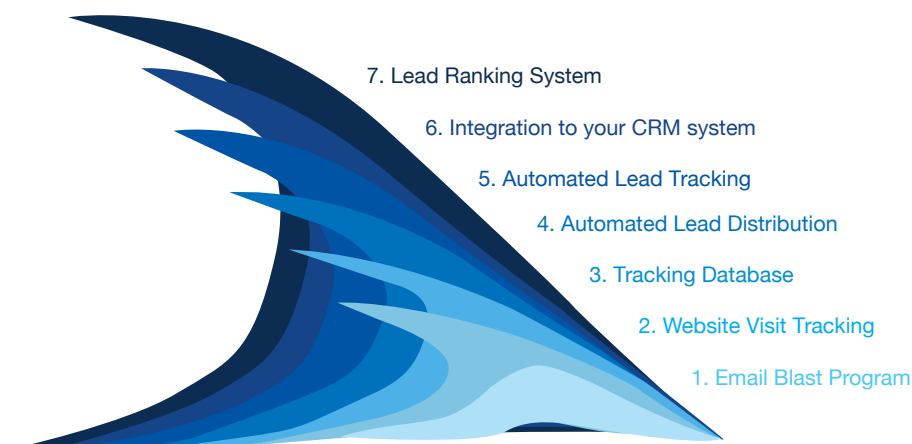 7. Lead Ranking System
6. Integration to your CRM system
5. Automated Lead Tracking
4. Automated Lead Distribution
3. Tracking Database
2. Website Visit Tracking
1. Email Blast Program